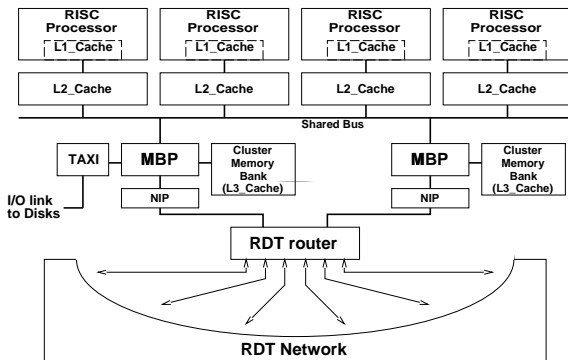 RISC
Processor
L1_Cache
RISC
Processor
L1_Cache
RISC
Processor
L1_Cache
RISC
Processor
L1_Cache
L2_Cache
L2_Cache
L2_Cache
L2_Cache
Shared Bus
TAXI
MBP
Cluster
Memory
Bank
(L3_Cache)
MBP
Cluster
Memory
Bank
(L3_Cache)
I/O link
to Disks
NIP
NIP
RDT router
RDT Network